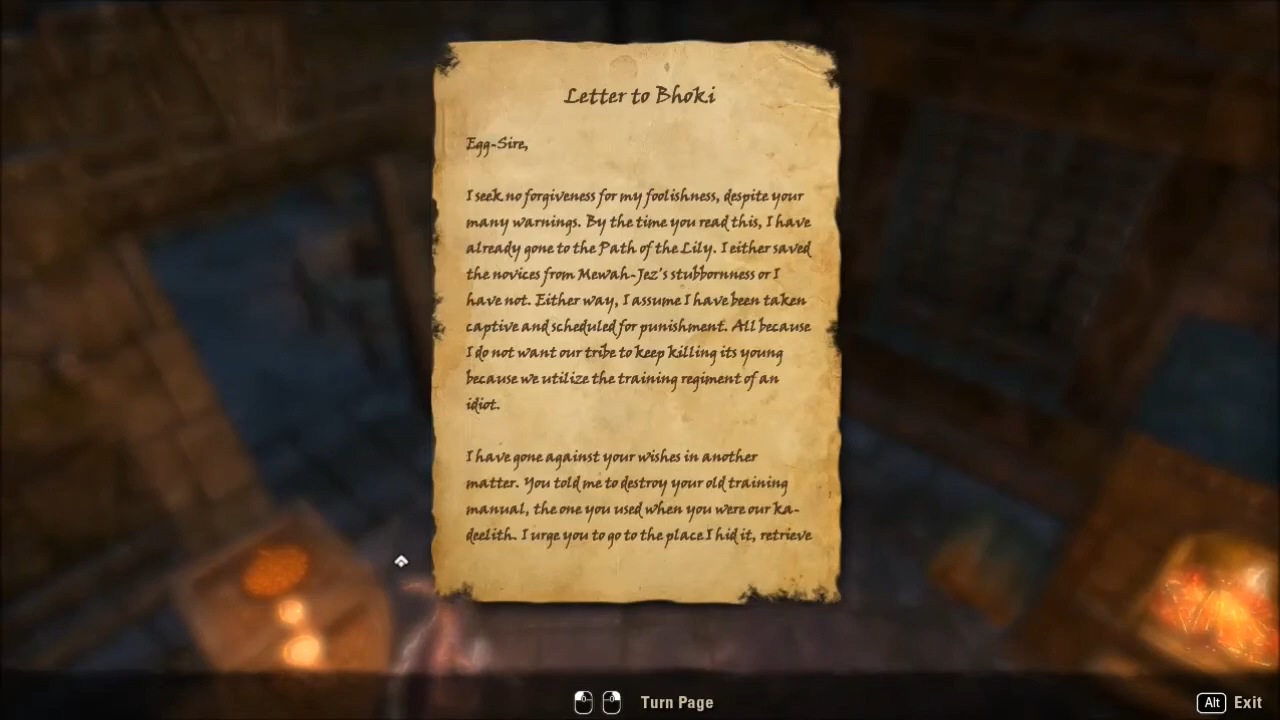 Letter to Bhoki
Egg-Sire,
I seek no forgiveness for my foolishness, despite your
many warnings. By the time you read this, I have
already gone to the Path of the Lily. I either saved
the novices from Mewah-Jez's stubbornness or I
have not. Either way, I assume I have been taken
captive and scheduled for punishment. All because
I do not want our tribe to keep killing its young
because we utilize the training regiment of an
idiot.
I have gone against your wishes in another
matter. You told me to destroy your old training
manual, the one you used when you were our ka-
deelith. I urge you to go to the place I hid it, retrieve
Turn Page
Alt Exit